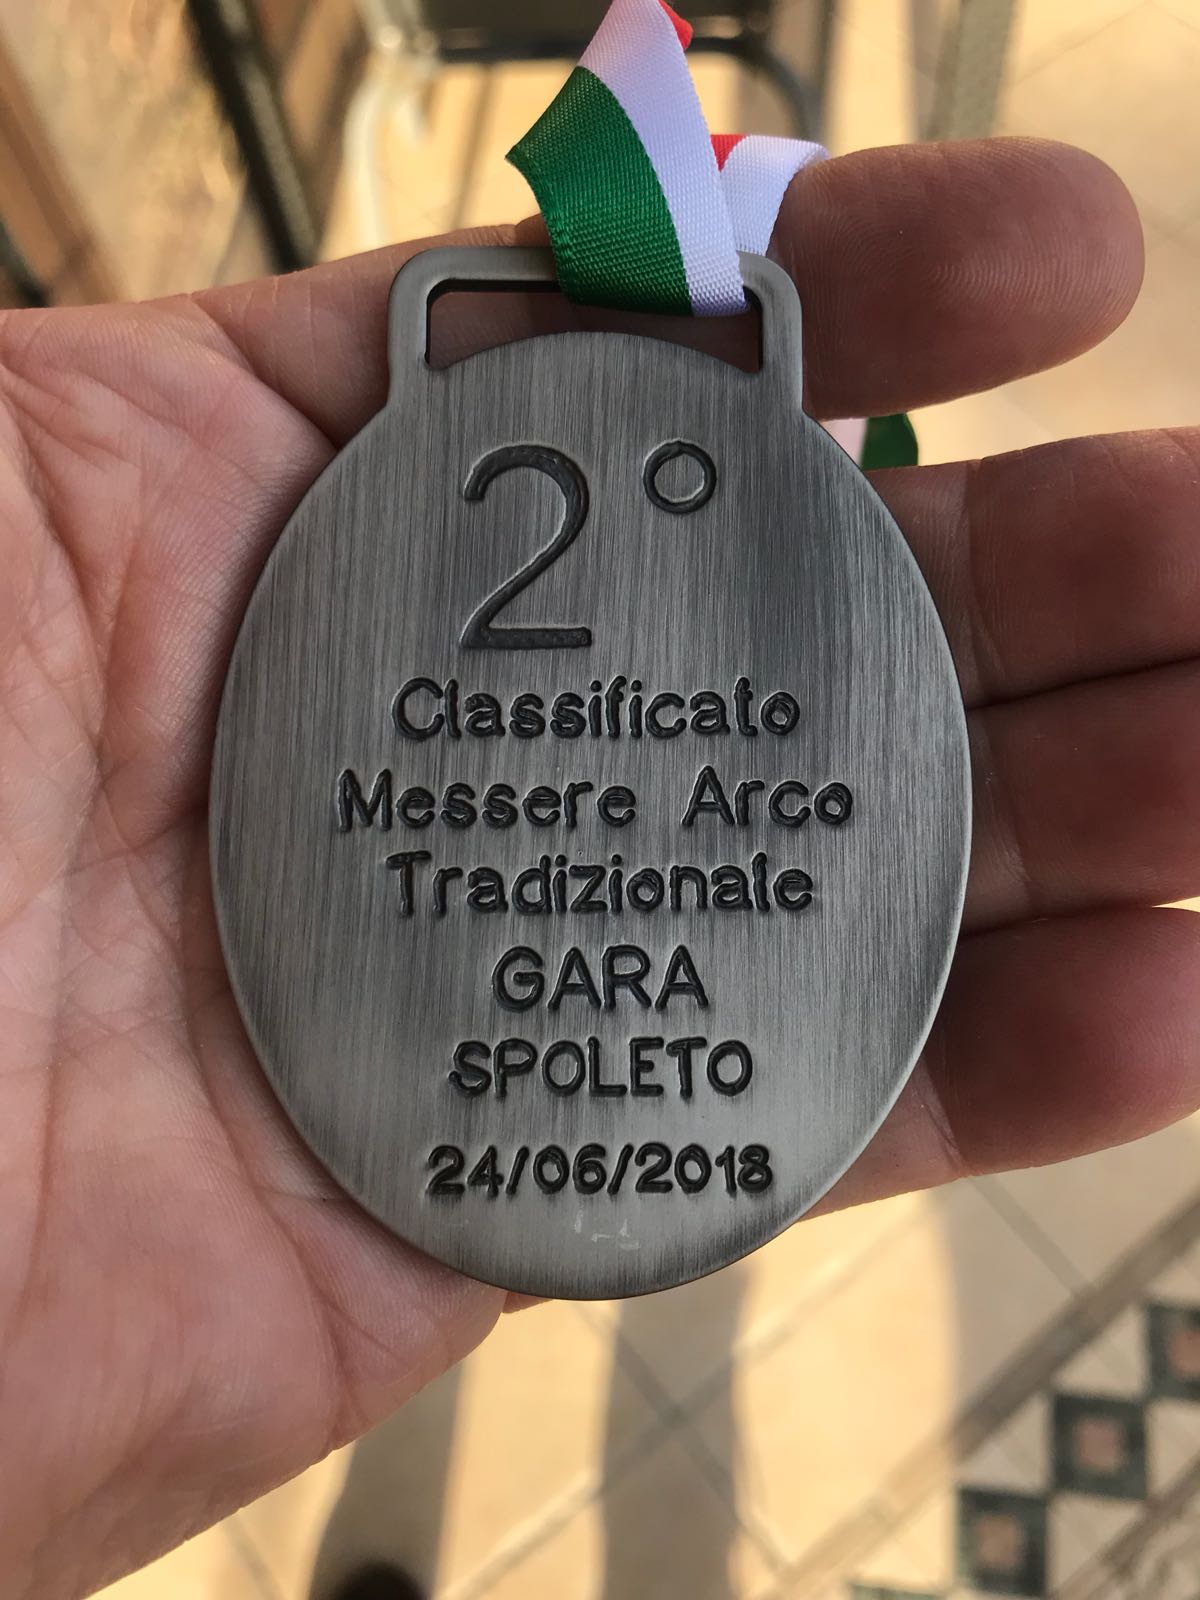 2°
Classificato
Messere Arco
Tradizionale
GARA
SPOLETO
24/06/2018